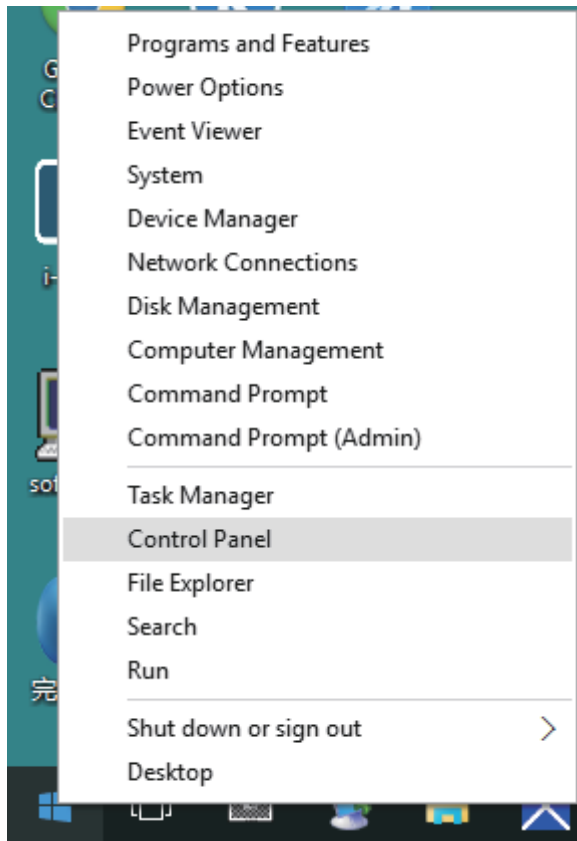 Programs and Features
Power Options
Event Viewer
System
Device Manager
Network Connections
Disk Management
Computer Management
Command Prompt
Command Prompt (Admin)
Task Manager
Control Panel
File Explorer
Search
Run
Shut down or sign out
Desktop